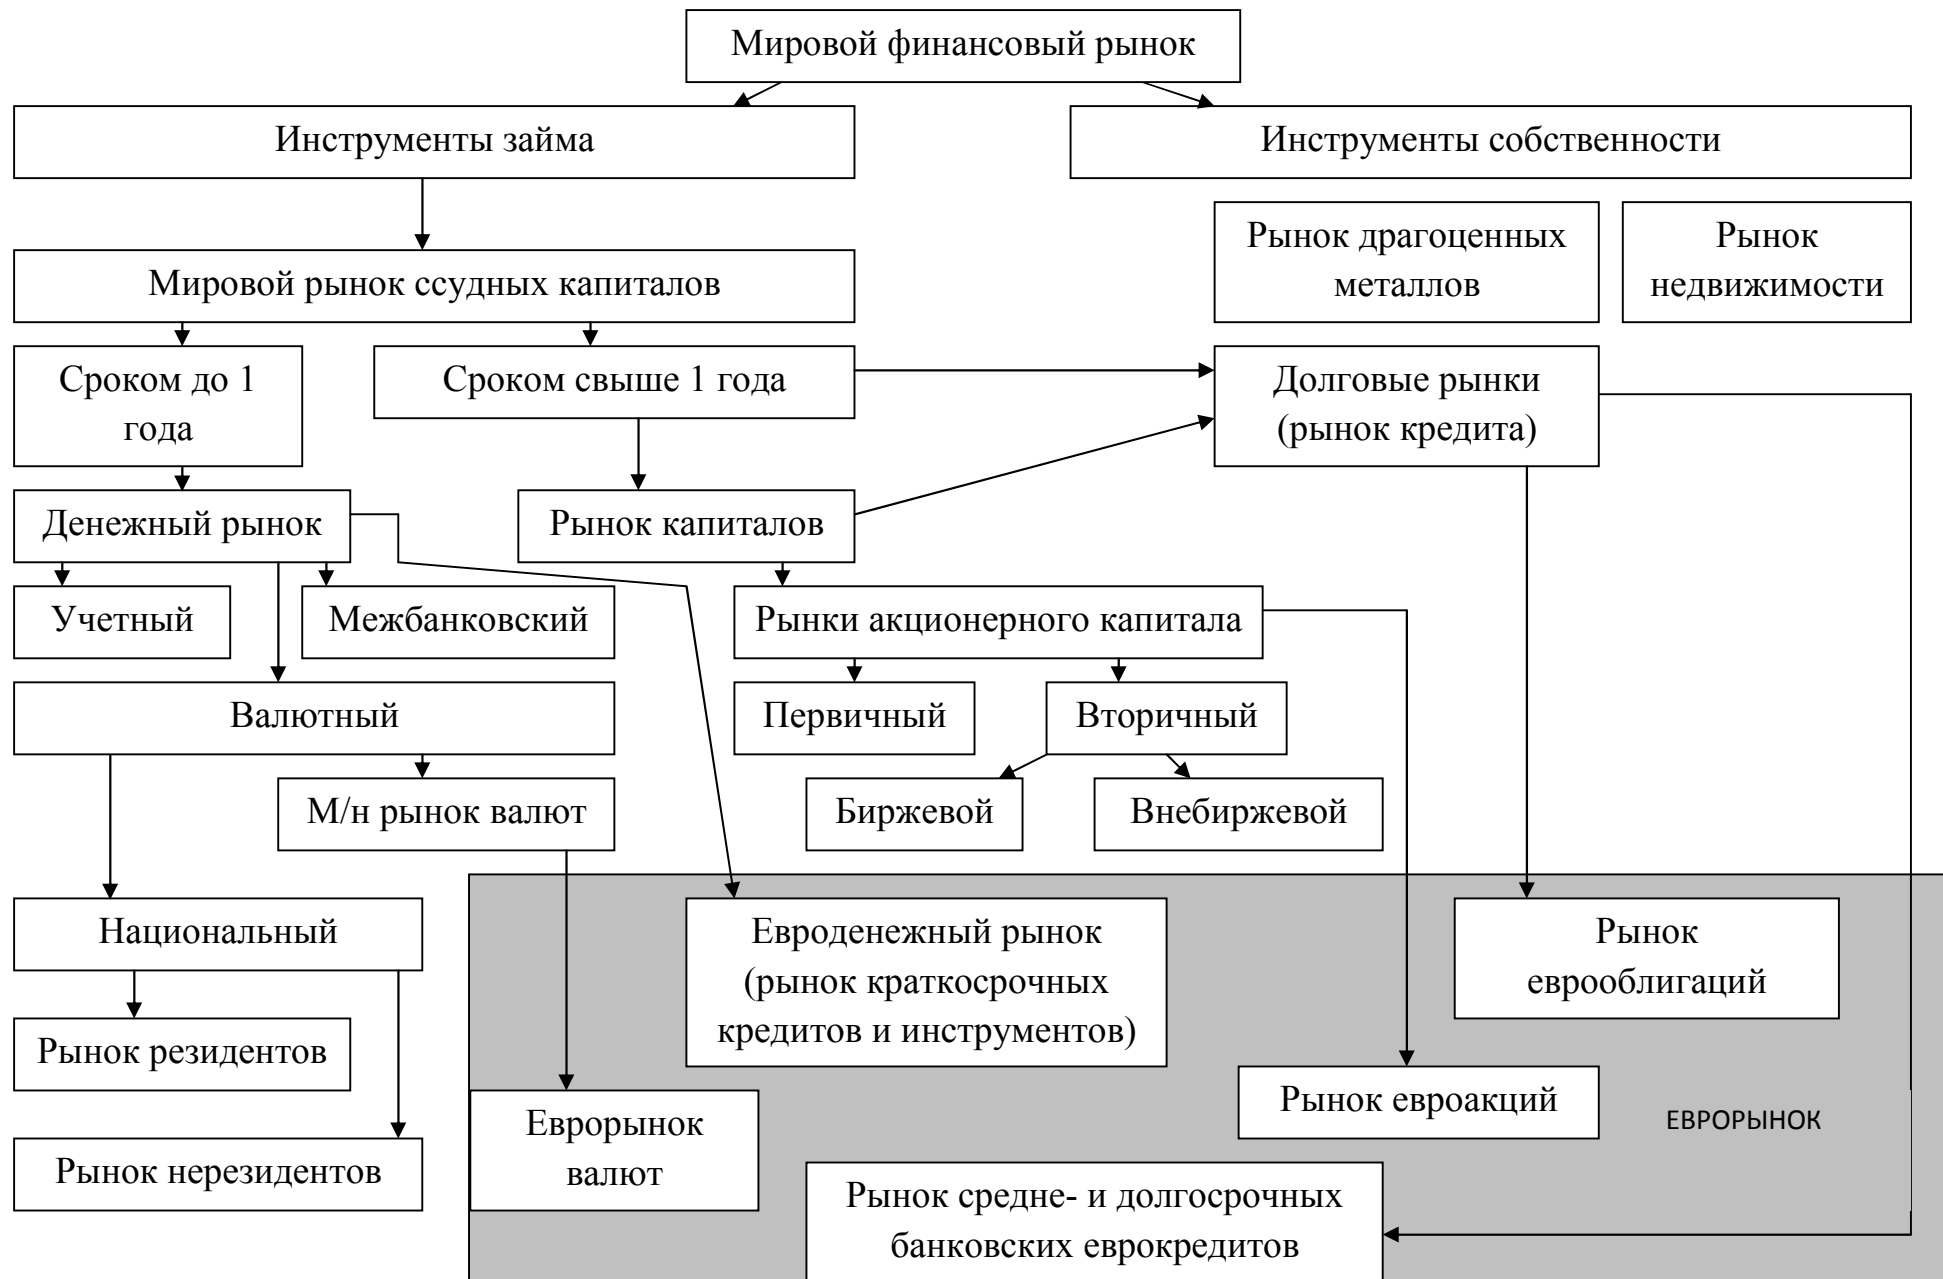 Мировой финансовый рынок
Инструменты займа
Инструменты собственности
Рынок драгоценных
металлов
Рынок
недвижимости
Мировой рынок ссудных капиталов
Сроком до 1
года
Сроком свыше 1 года
Долговые рынки
(рынок кредита)
Денежный рынок
Рынок капиталов
Учетный
Межбанковский
Рынки акционерного капитала
Валютный
Первичный
Вторичный
М/н рынок валют
Биржевой
Внебиржевой
Национальный
Евроденежный рынок
(рынок краткосрочных
кредитов и инструментов)
Рынок
еврооблигаций
Рынок резидентов
Рынок евроакций
ЕВРОРЫНОК
Еврорынок
валют
Рынок нерезидентов
Рынок средне- и долгосрочных
банковских еврокредитов